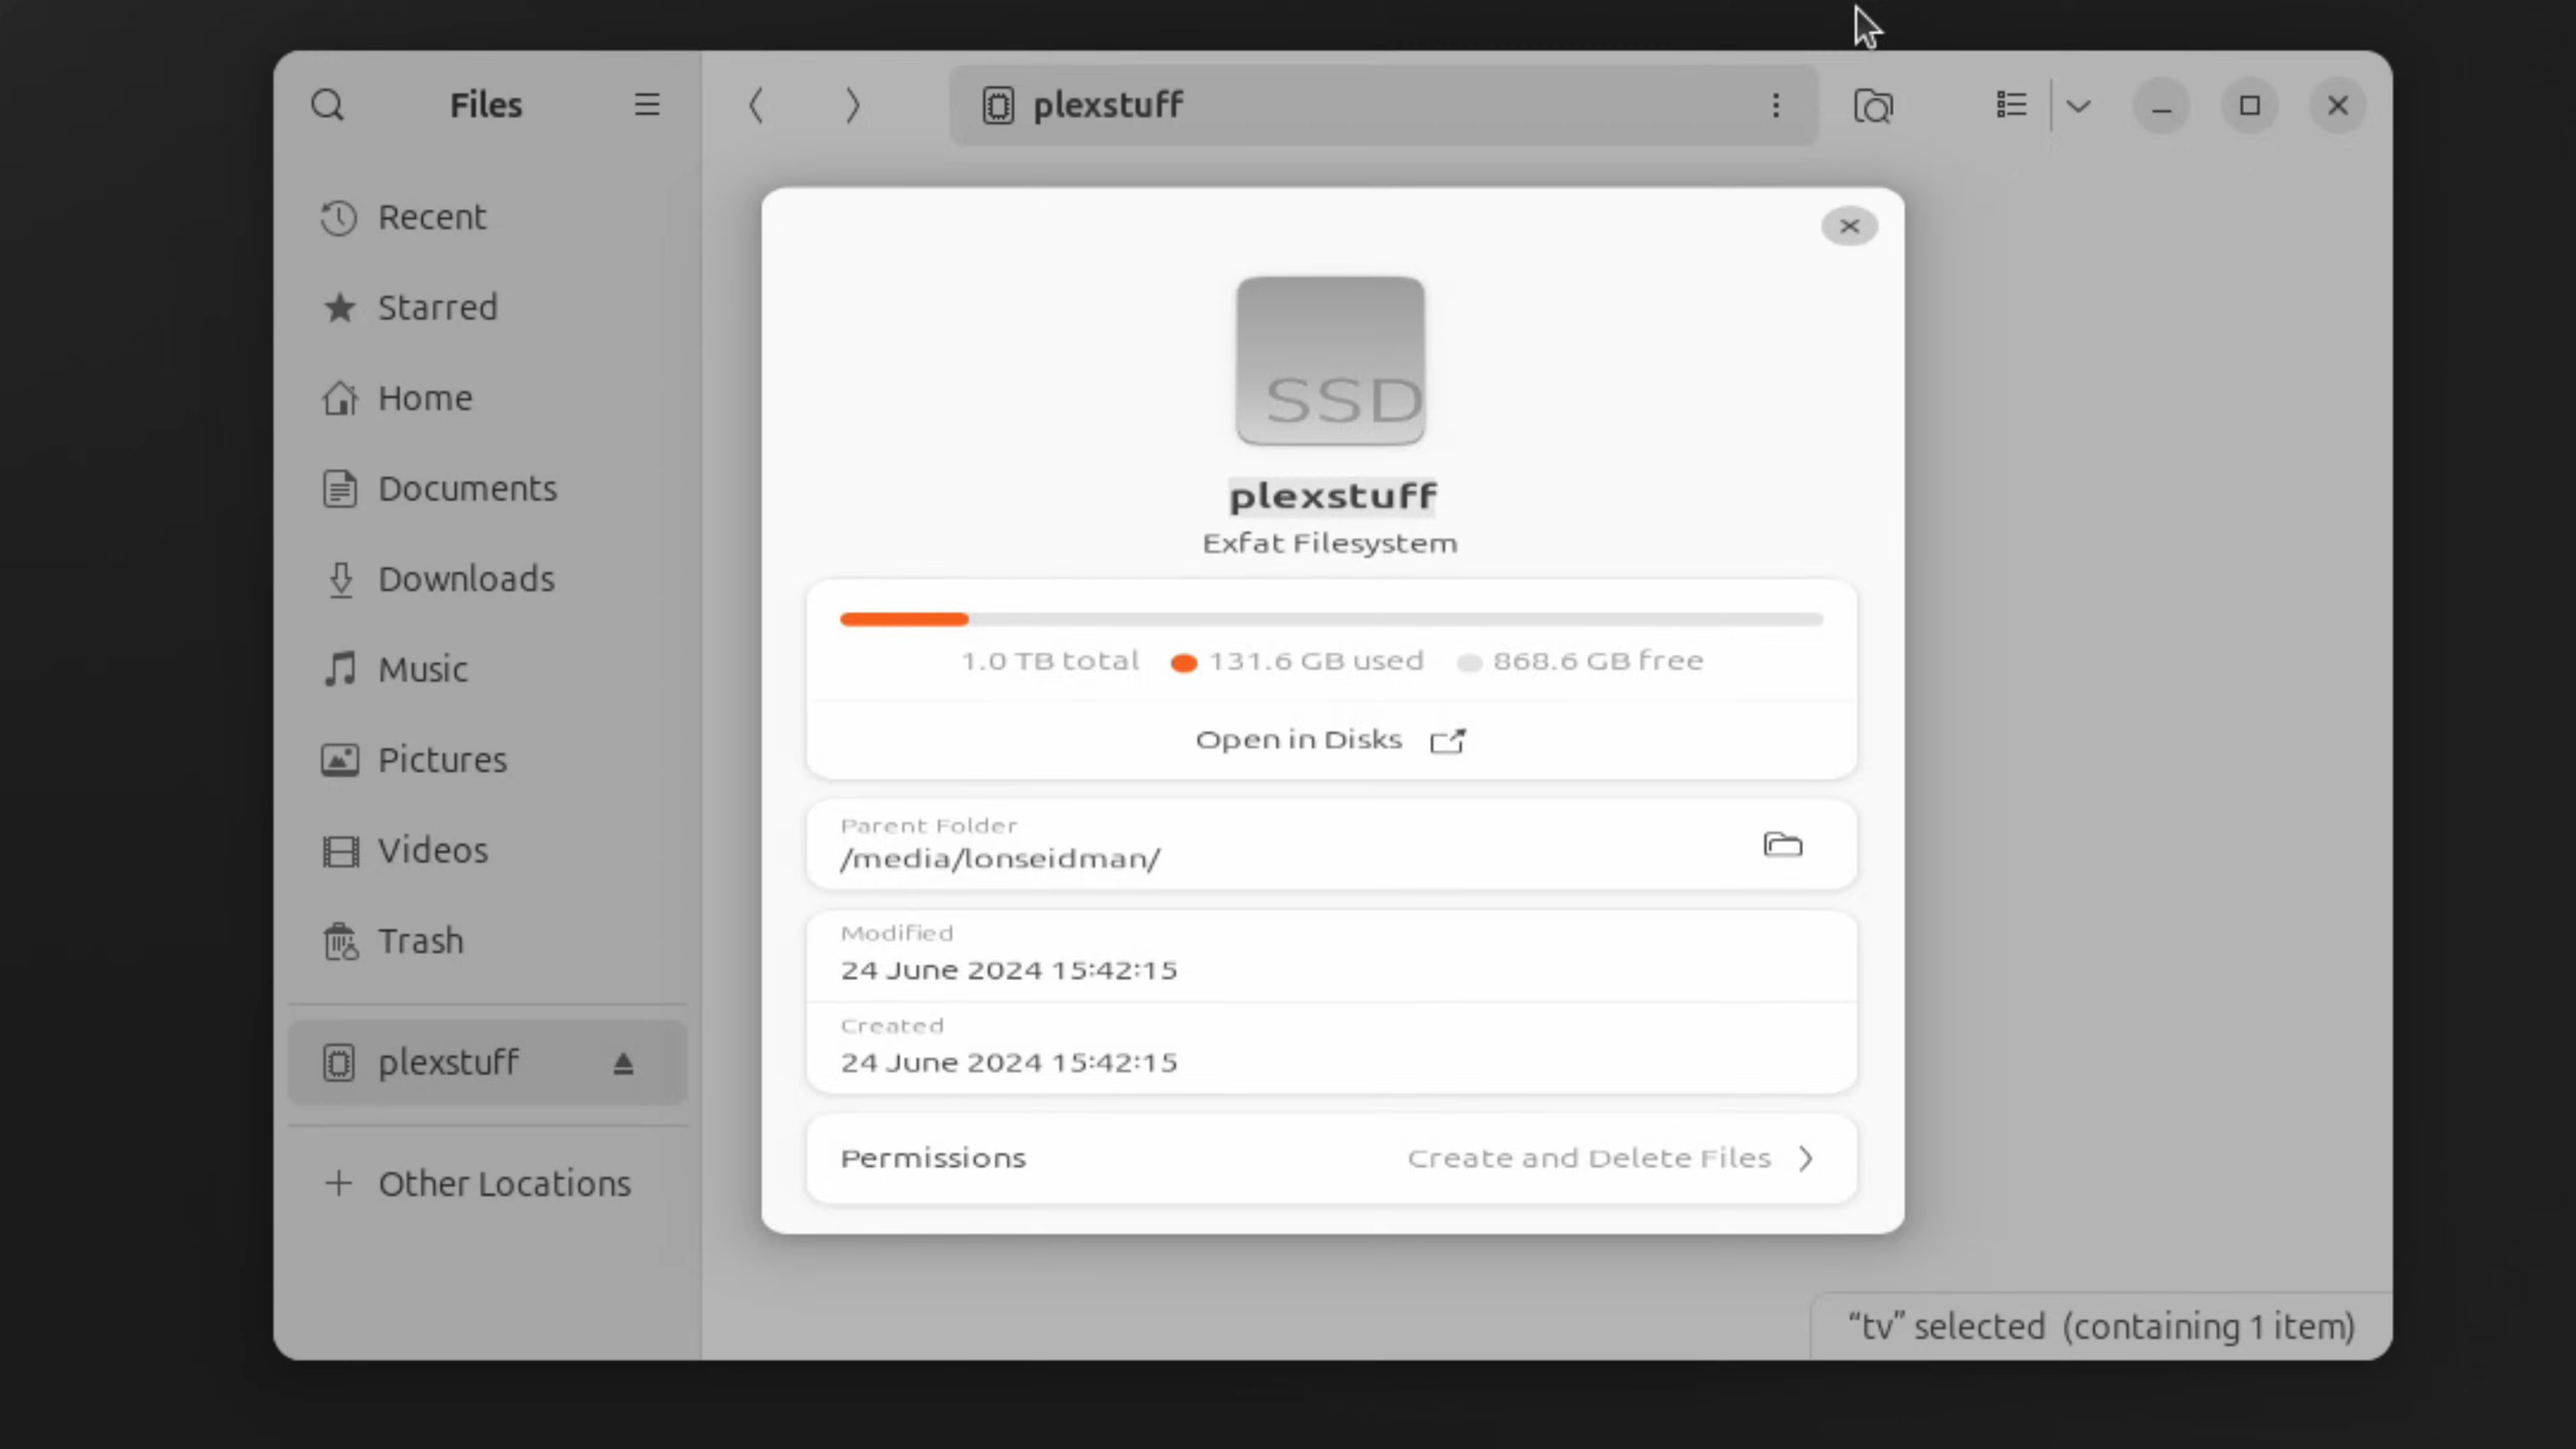 Files
plexstuff
Recent
Starred
Home
Documents
Downloads
Music
Pictures
Videos
Trash
plexstuff
Other Locations
SSD
plexstuff
Exfat Filesystem
1.0 TB total 131.6 GB used 868.6 GB free
Open in Disks
Parent Folder
/media/lonseidman/
Modified
24 June 2024 15:42:15
Created
24 June 2024 15:42:15
Permissions Create and Delete Files
“tv” selected (containing 1 item)